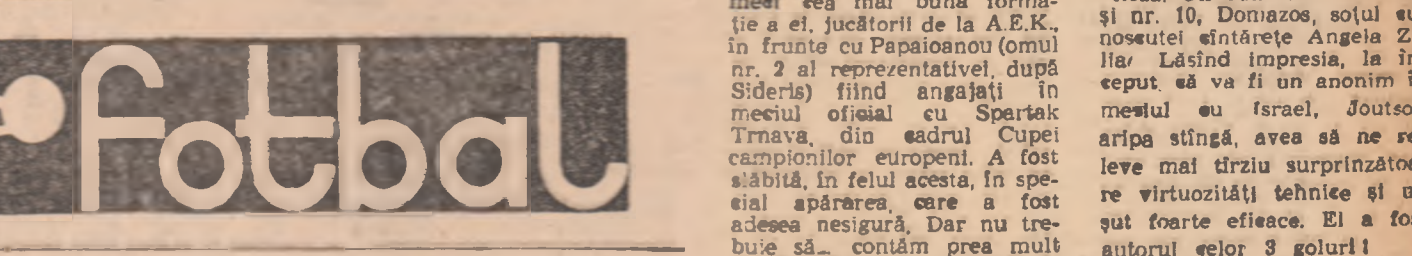 fotbal
meci cea mai bună forma-
ție a ei, jucătorii de la A.E.K.,
în frunte cu Papaioanou (omul
nr. 2 al reprezentativei, după
Sideris) fiind angajați în
meciul oficial cu Spartak
Trnava, din cadrul Cupei
campionilor europeni. A fost
slăbită, în felul acesta, în spe-
cial apărarea, care a fost
adesea nesigură. Dar nu tre-
buie să... contăm prea mult
și nr. 10, Domazos, soțul cu
noscutei cîntărețe Angela Z
lia. Lăsînd impresia, la în
ceput, că va fi un anonim î
meciul cu Israel, Joutso
aripa stîngă, avea să ne re
leve mai tîrziu surprinzătoa
re virtuozități tehnice și u
șut foarte eficace. El a fos
autorul celor 3 goluri!